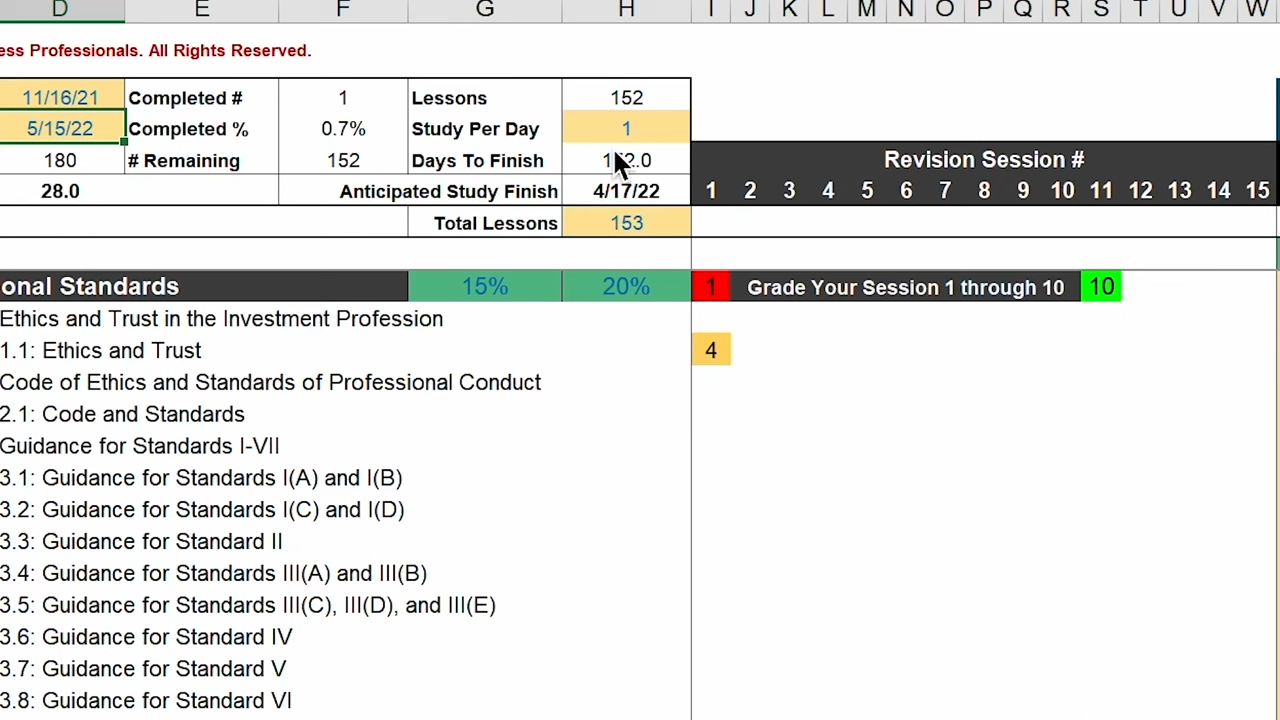 D E F G H I J K L M N O P Q R S T U V W
ess Professionals. All Rights Reserved.
11/16/21 Completed # 1 Lessons 152
5/15/22 Completed % 0.7% Study Per Day 1
180 # Remaining 152 Days To Finish Revision Session #
28.0 Anticipated Study Finish 4/17/22 1 2 3 4 5 6 7 8 9 10 11 12 13 14 15
Total Lessons 153
onal Standards 15% 20% 1 Grade Your Session 1 through 10 10
Ethics and Trust in the Investment Profession
1.1: Ethics and Trust 4
Code of Ethics and Standards of Professional Conduct
2.1: Code and Standards
Guidance for Standards I-VII
3.1: Guidance for Standards I(A) and I(B)
3.2: Guidance for Standards I(C) and I(D)
3.3: Guidance for Standard II
3.4: Guidance for Standards III(A) and III(B)
3.5: Guidance for Standards III(C), III(D), and III(E)
3.6: Guidance for Standard IV
3.7: Guidance for Standard V
3.8: Guidance for Standard VI